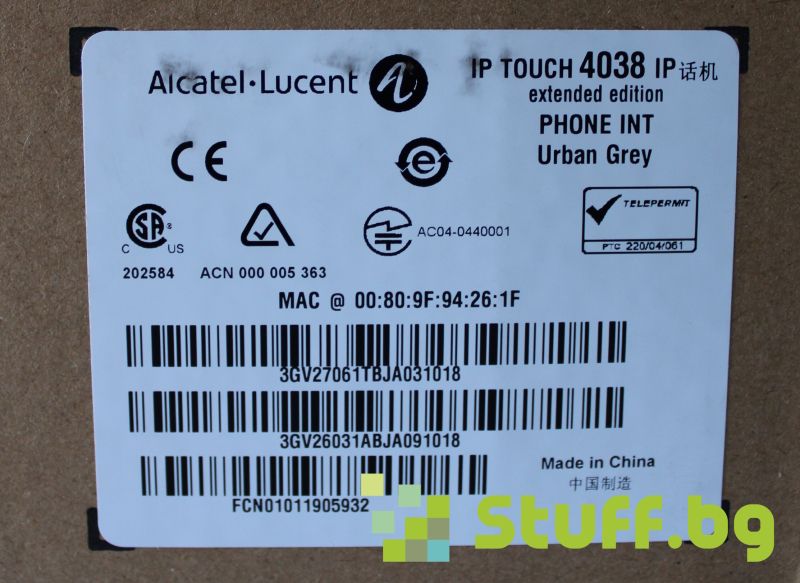 Alcatel·Lucent
IP TOUCH 4038 IP话机
extended edition
PHONE INT
Urban Grey
CE
e
SA
C US
202584
ACN 000 005 363
AC04-0440001
TELEPERMIT
PTC 220/04/061
MAC @ 00:80:9F:94:26:1F
3GV27061TBJA031018
3GV26031ABJA091018
FCN01011905932
Made in China
中国制造
Stuff.bg